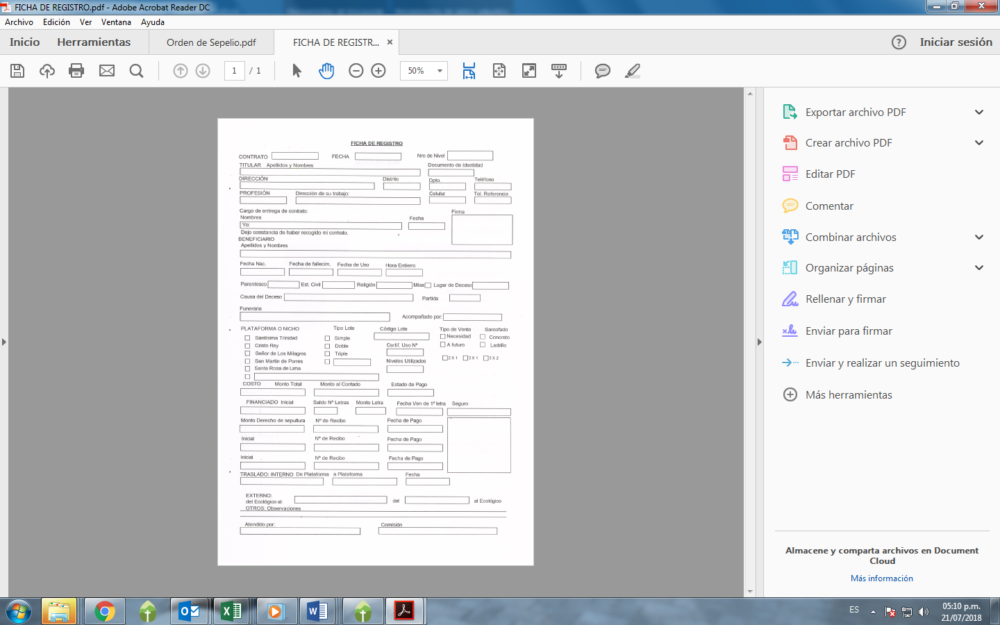 FICHA DE REGISTRO.pdf - Adobe Acrobat Reader DC
Archivo Edición Ver Ventana Ayuda
Inicio Herramientas Orden de Sepelio.pdf FICHA DE REGISTR... × ? Iniciar sesión
1 / 1 50%
FICHA DE REGISTRO
CONTRATO FECHA Nro de Nivel
TITULAR Apellidos y Nombres Documento de Identidad
DIRECCIÓN Distrito Dpto. Teléfono
PROFESIÓN Dirección de su trabajo: Celular Tel. Referencia
Cargo de entrega de contrato: Firma
Nombres Fecha
Yo:
Dejo constancia de haber recogido mi contrato.
BENEFICIARIO
Apellidos y Nombres
Fecha Nac. Fecha de fallecim. Fecha de Uso Hora Entierro
Parentesco Est. Civil Religión Misa Lugar de Deceso
Causa del Deceso Partida
Funeraria
Acompañado por:
PLATAFORMA O NICHO Tipo Lote Código Lote Tipo de Venta Sarcofado
Santisima Trinidad Simple Necesidad Concreto
Cristo Rey Doble Certif. Uso Nº A futuro Ladrillo
Señor de Los Milagros Triple
San Martin de Porres Niveles Utilizados 2 X 1 3 X 1 3 X 2
Santa Rosa de Lima
COSTO Monto Total Monto al Contado Estado de Pago
FINANCIADO Inicial Saldo Nº Letras Monto Letra Fecha Ven de 1º letra Seguro
Monto Derecho de sepultura Nº de Recibo Fecha de Pago
Inicial Nº de Recibo Fecha de Pago
Inicial Nº de Recibo Fecha de Pago
TRASLADO: INTERNO De Plataforma a Plataforma Fecha
EXTERNO:
del Ecológico al: del al Ecológico
OTROS: Observaciones
Atendido por: Comisión
Exportar archivo PDF
Crear archivo PDF
Editar PDF
Comentar
Combinar archivos
Organizar páginas
Rellenar y firmar
Enviar para firmar
Enviar y realizar un seguimiento
Más herramientas
Almacene y comparta archivos en Document
Cloud
Más información
ES 05:10 p.m.
21/07/2018